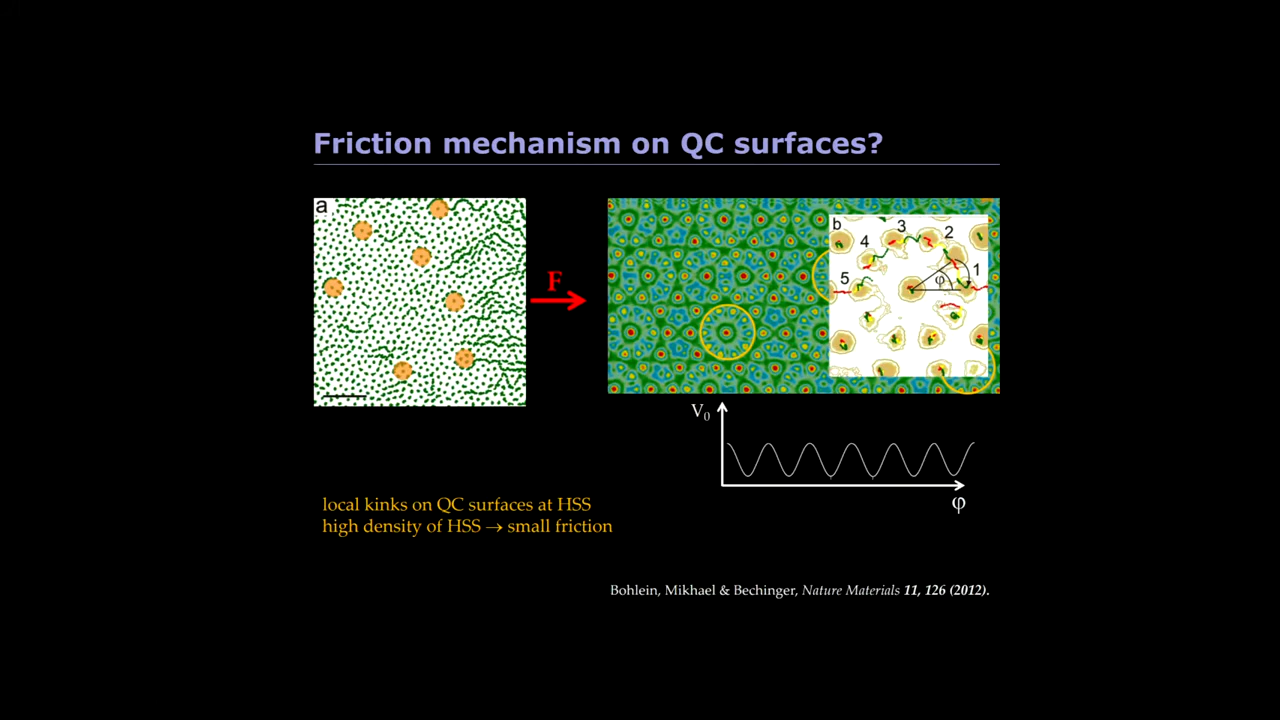 Friction mechanism on QC surfaces?
a
F
b
3
2
4
1
5
φ
V₀
φ
local kinks on QC surfaces at HSS
high density of HSS → small friction
Bohlein, Mikhael & Bechinger, Nature Materials 11, 126 (2012).